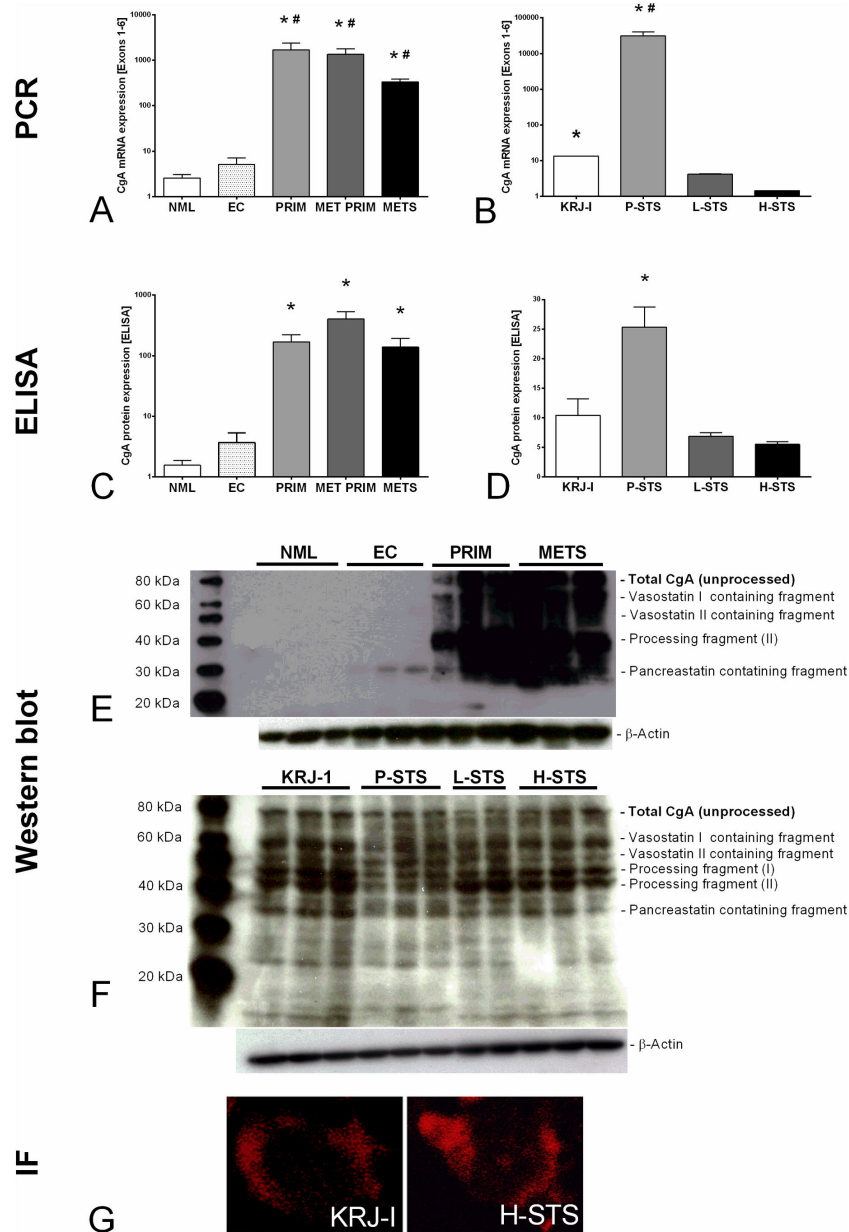 PCR
CgA mRNA expression [Exons 1-6]
10000
1000
100
10
1
* #
* #
* #
NML EC PRIM MET PRIM METS
A
CgA mRNA expression [Exons 1-6]
100000
10000
1000
100
10
1
*
* #
KRJ-I P-STS L-STS H-STS
B
ELISA
CgA protein expression [ELISA]
1000
100
10
1
*
*
*
NML EC PRIM MET PRIM METS
C
CgA protein expression [ELISA]
30
25
20
15
10
5
0
*
KRJ-I P-STS L-STS H-STS
D
Western blot
NML EC PRIM METS
80 kDa
60 kDa
40 kDa
30 kDa
20 kDa
- Total CgA (unprocessed)
- Vasostatin I containing fragment
- Vasostatin II containing fragment
- Processing fragment (II)
- Pancreastatin contatining fragment
E
- β-Actin
KRJ-1 P-STS L-STS H-STS
80 kDa
60 kDa
40 kDa
30 kDa
20 kDa
- Total CgA (unprocessed)
- Vasostatin I containing fragment
- Vasostatin II containing fragment
- Processing fragment (I)
- Processing fragment (II)
- Pancreastatin contatining fragment
F
- β-Actin
IF
G
KRJ-I
H-STS